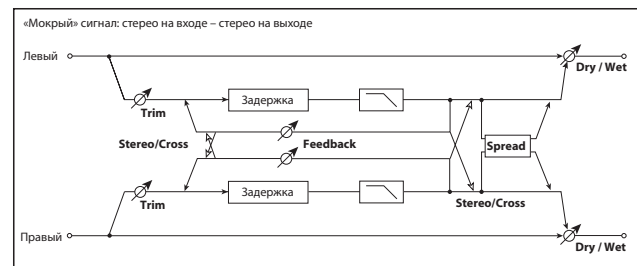 «Мокрый» сигнал: стерео на входе – стерео на выходе
Левый
Dry / Wet
Trim
Задержка
Stereo/Cross
Feedback
Spread
Trim
Задержка
Stereo/Cross
Правый
Dry / Wet